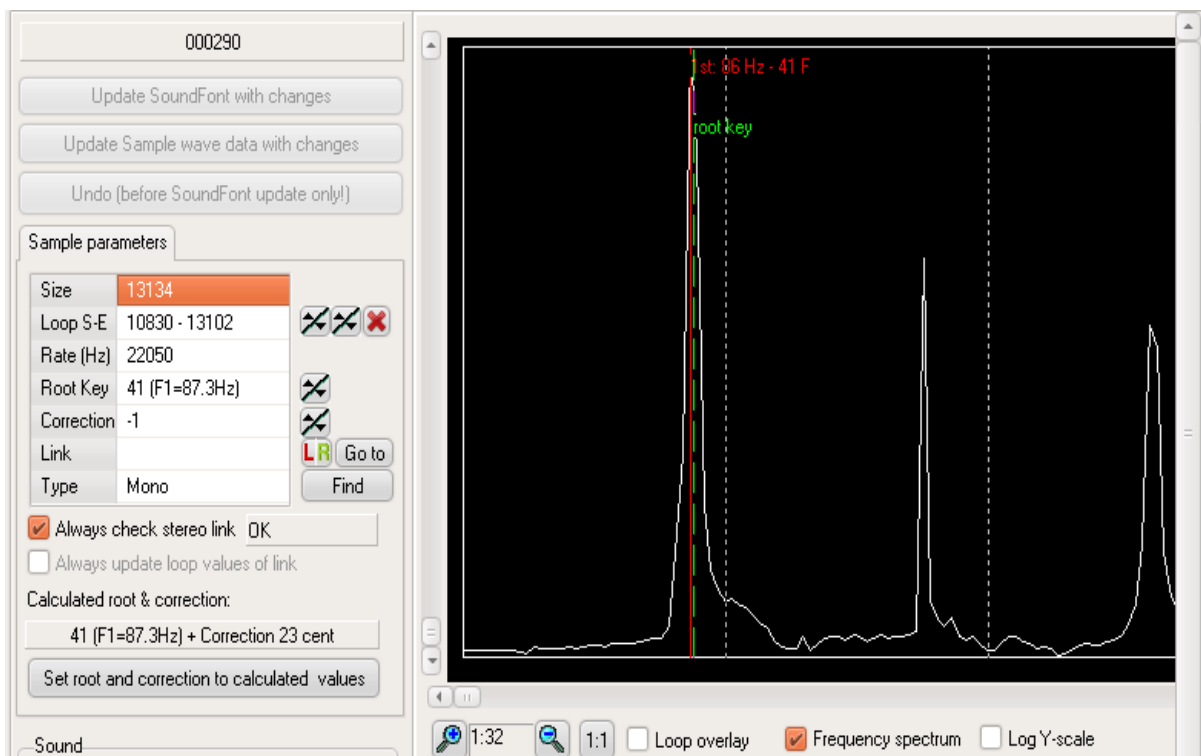 000290
Update SoundFont with changes
Update Sample wave data with changes
Undo (before SoundFont update only!)
Sample parameters
Size 13134
Loop S-E 10830 - 13102
Rate (Hz) 22050
Root Key 41 (F1=87.3Hz)
Correction -1
Link
L R Go to
Type Mono
Find
Always check stereo link OK
Always update loop values of link
Calculated root & correction:
41 (F1=87.3Hz) + Correction 23 cent
Set root and correction to calculated values
Sound
1st: 86 Hz - 41 F
root key
1:32
1:1
Loop overlay
Frequency spectrum
Log Y-scale